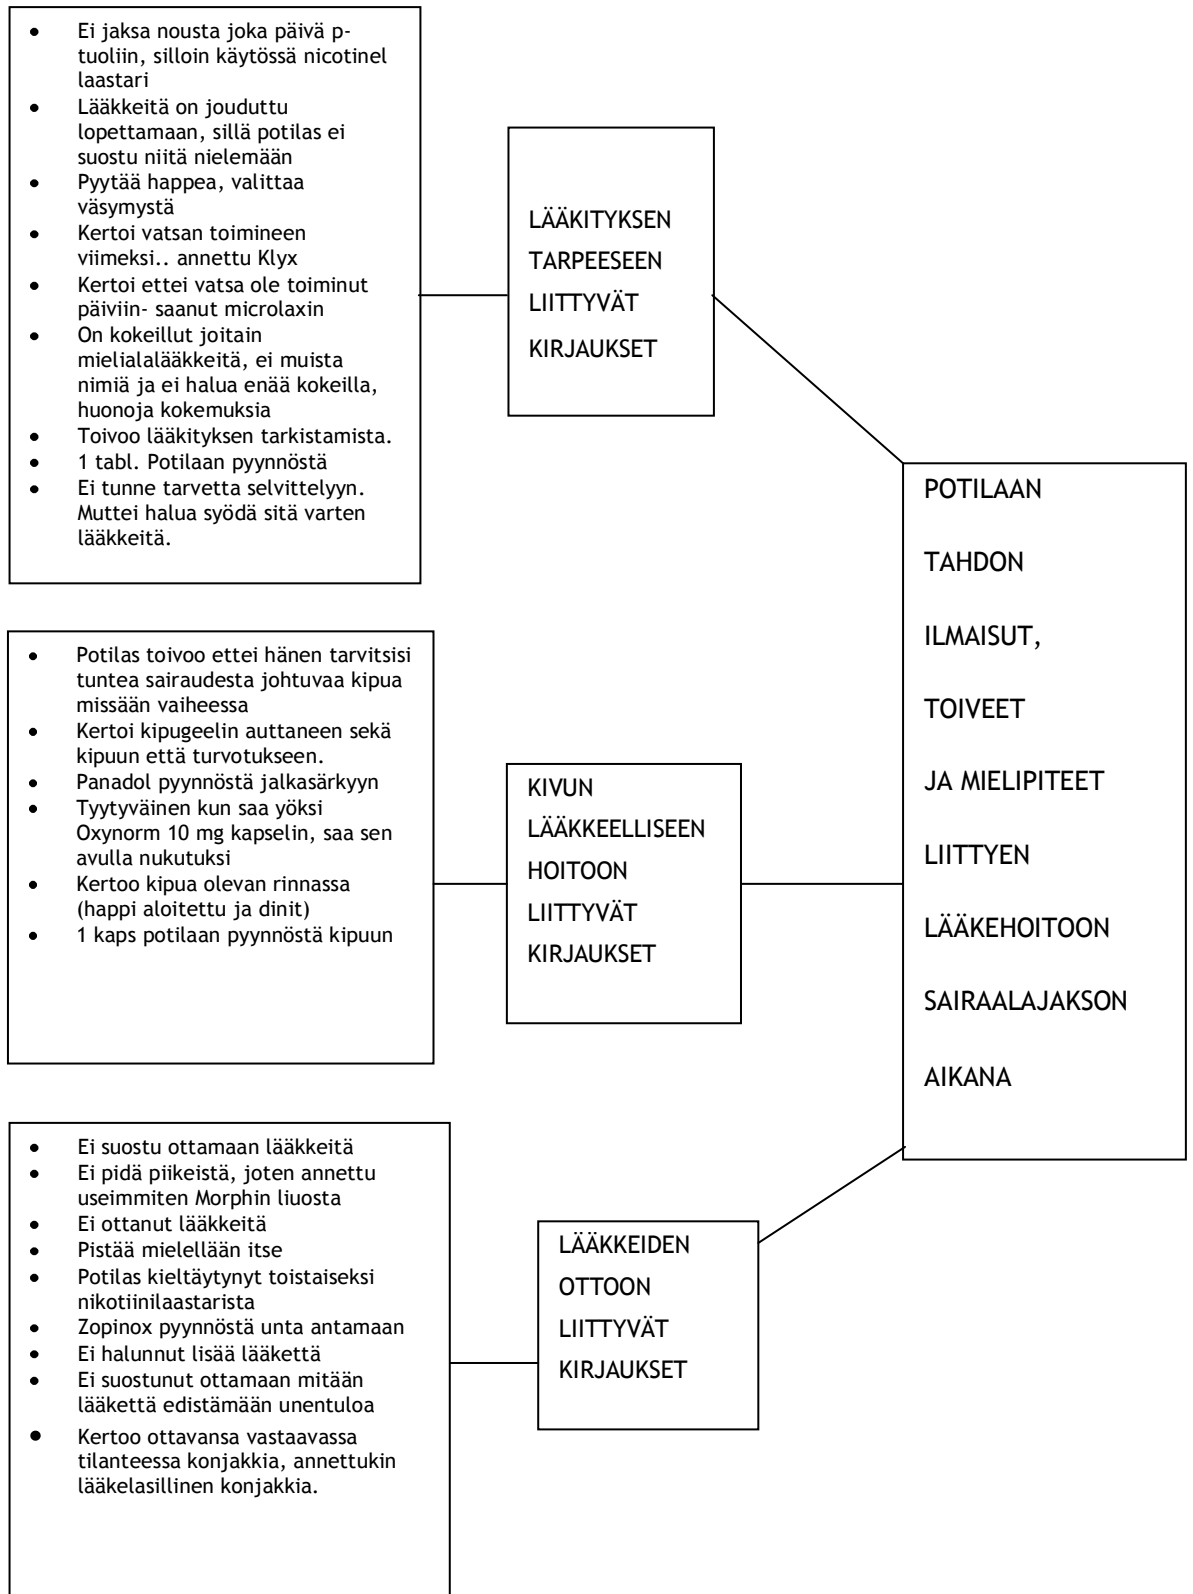 • Ei jaksa nousta joka päivä p-
tuoliin, silloin käytössä nicotinel
laastari
• Lääkkeitä on jouduttu
lopettamaan, sillä potilas ei
suostu niitä nielemään
• Pyytää happea, valittaa
väsymystä
• Kertoi vatsan toimineen
viimeksi.. annettu Klyx
• Kertoi ettei vatsa ole toiminut
päiviin- saanut microlaxin
• On kokeillut joitain
mielialalääkkeitä, ei muista
nimiä ja ei halua enää kokeilla,
huonoja kokemuksia
• Toivoo lääkityksen tarkistamista.
• 1 tabl. Potilaan pyynnöstä
• Ei tunne tarvetta selvittelyyn.
Muttei halua syödä sitä varten
lääkkeitä.
LÄÄKITYKSEN
TARPEESEEN
LIITTYVÄT
KIRJAUKSET
• Potilas toivoo ettei hänen tarvitsisi
tuntea sairaudesta johtuvaa kipua
missään vaiheessa
• Kertoi kipugeelin auttaneen sekä
kipuun että turvotukseen.
• Panadol pyynnöstä jalkasärkyyn
• Tyytyväinen kun saa yöksi
Oxynorm 10 mg kapselin, saa sen
avulla nukutuksi
• Kertoo kipua olevan rinnassa
(happi aloitettu ja dinit)
• 1 kaps potilaan pyynnöstä kipuun
KIVUN
LÄÄKKEELLISEEN
HOITOON
LIITTYVÄT
KIRJAUKSET
• Ei suostu ottamaan lääkkeitä
• Ei pidä piikeistä, joten annettu
useimmiten Morphin liuosta
• Ei ottanut lääkkeitä
• Pistää mielellään itse
• Potilas kieltäytynyt toistaiseksi
nikotiinilaastarista
• Zopinox pyynnöstä unta antamaan
• Ei halunnut lisää lääkettä
• Ei suostunut ottamaan mitään
lääkettä edistämään unentuloa
• Kertoo ottavansa vastaavassa
tilanteessa konjakkia, annettukin
lääkelasillinen konjakkia.
LÄÄKKEIDEN
OTTOON
LIITTYVÄT
KIRJAUKSET
POTILAAN
TAHDON
ILMAISUT,
TOIVEET
JA MIELIPITEET
LIITTYEN
LÄÄKEHOITOON
SAIRAALAJAKSON
AIKANA